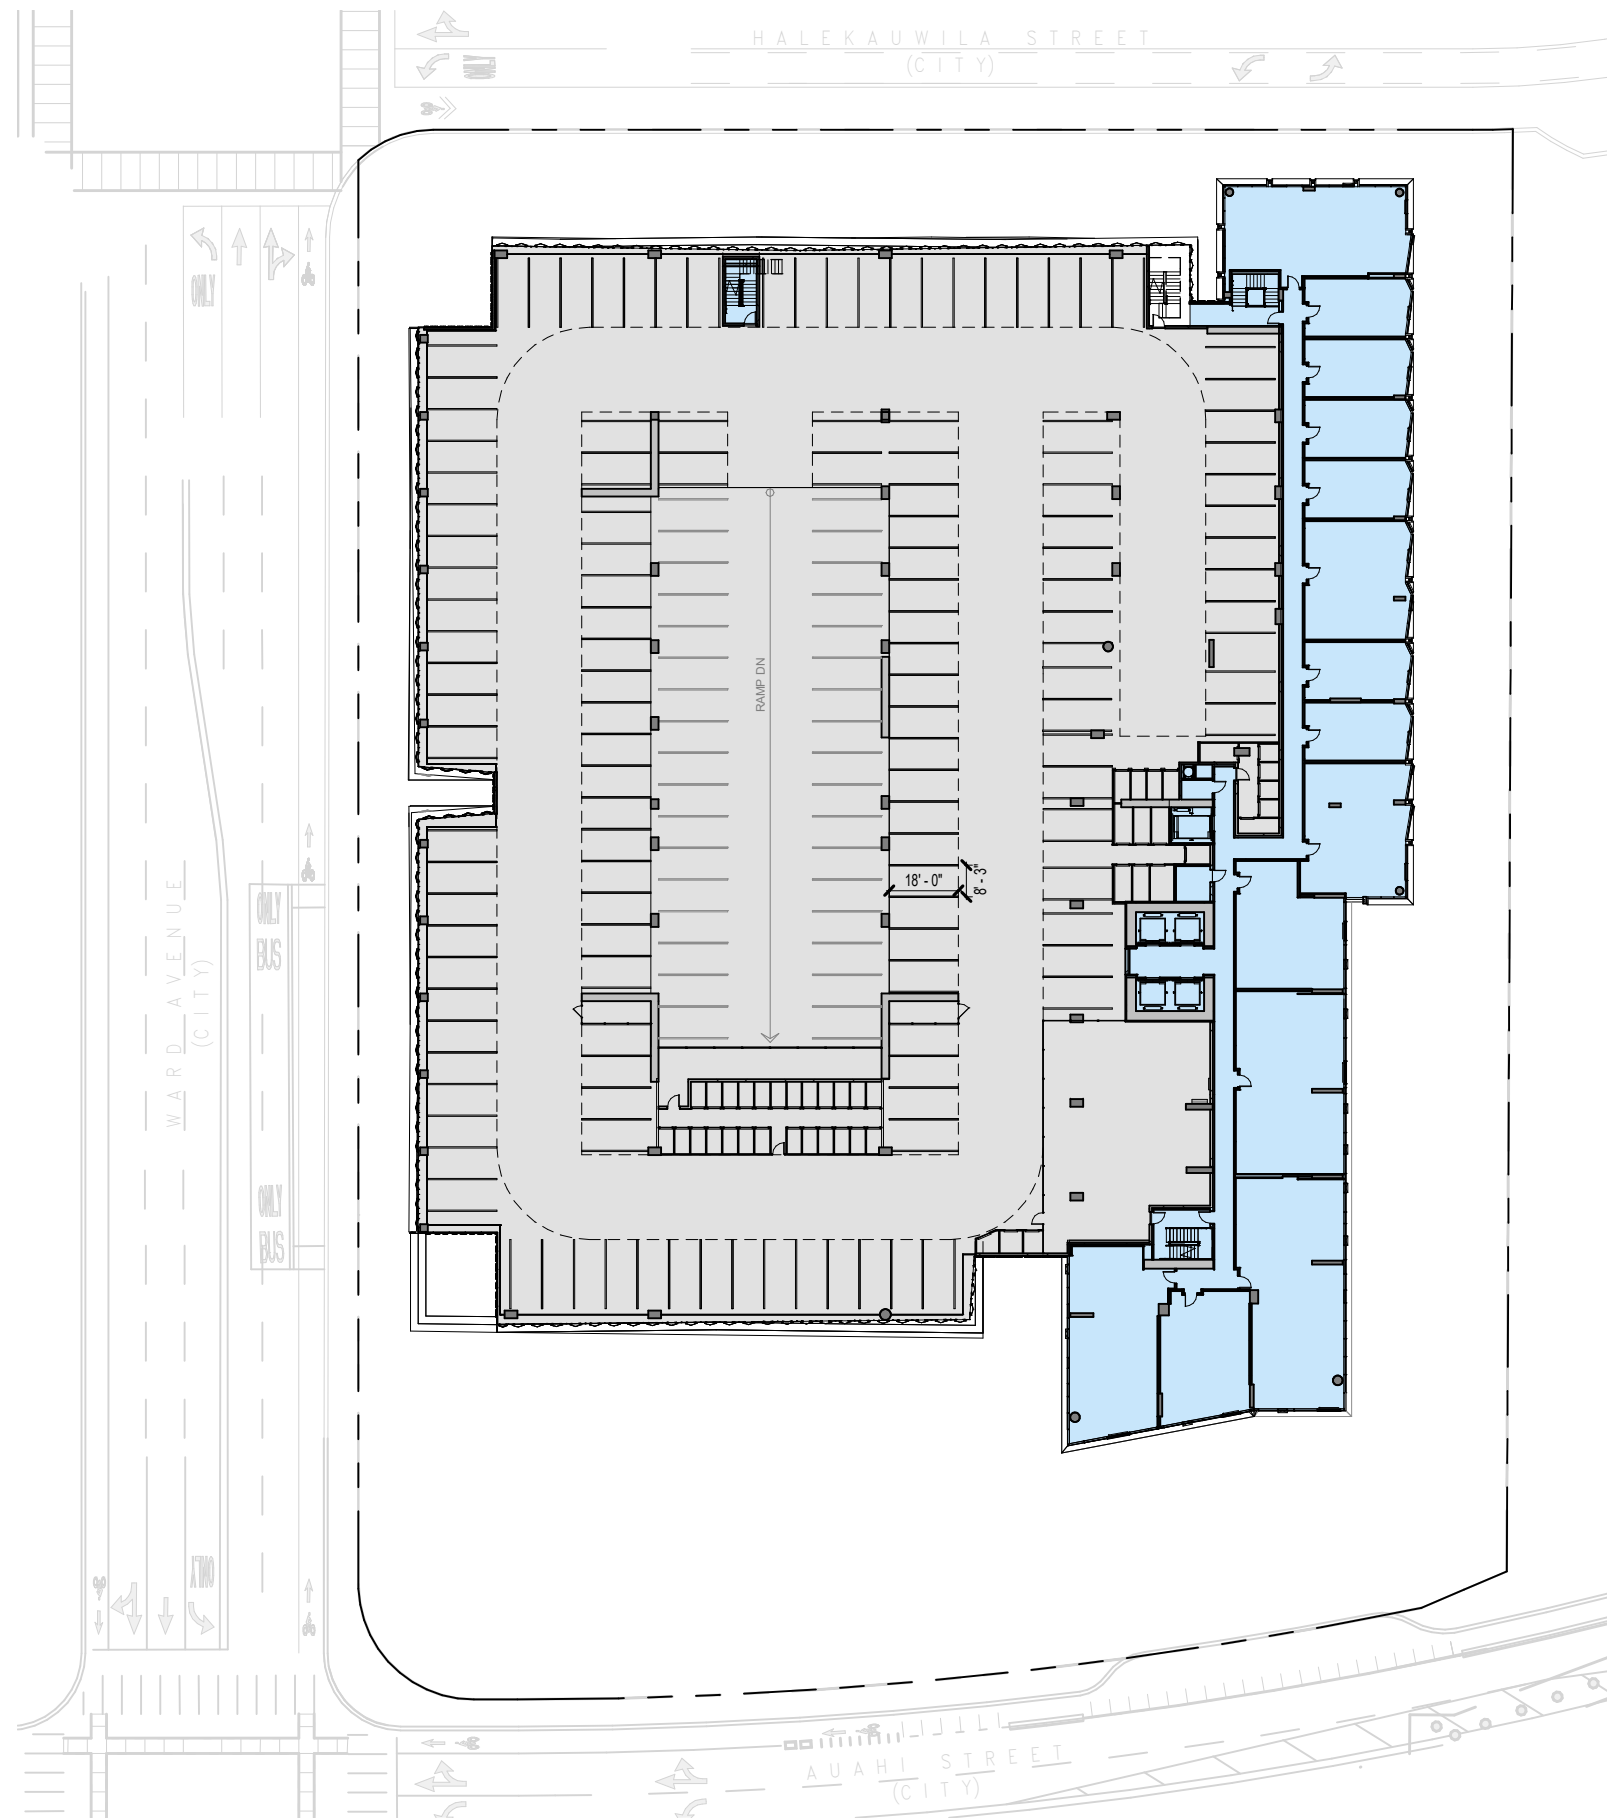 HALEKAUWILA STREET
(CITY)
ONLY
ONLY
RAMP DN
18' - 0"
8' - 3"
WARD AVENUE
(CITY)
ONLY
BUS
ONLY
BUS
ONLY
AUAHI STREET
(CITY)